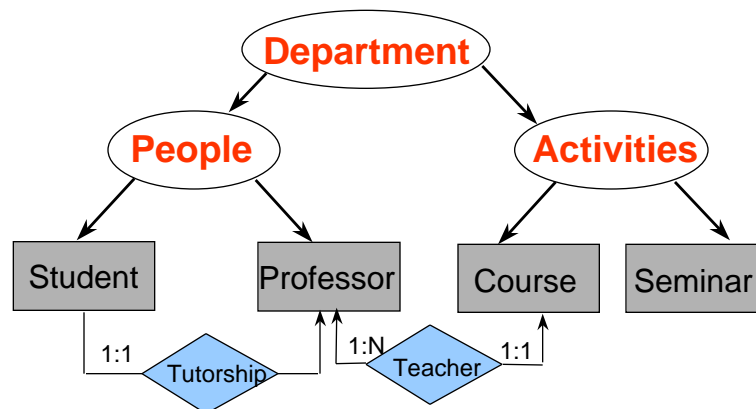 Department
People
Activities
Student
Professor
Course
Seminar
1:1
Tutorship
1:N
Teacher
1:1